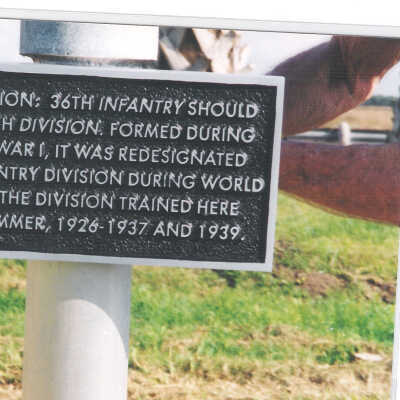 ION: 36TH INFANTRY SHOULD
H DIVISION. FORMED DURING
WAR I, IT WAS REDESIGNATED
NTRY DIVISION DURING WORLD
THE DIVISION TRAINED HERE
MMER, 1926-1937 AND 1939.